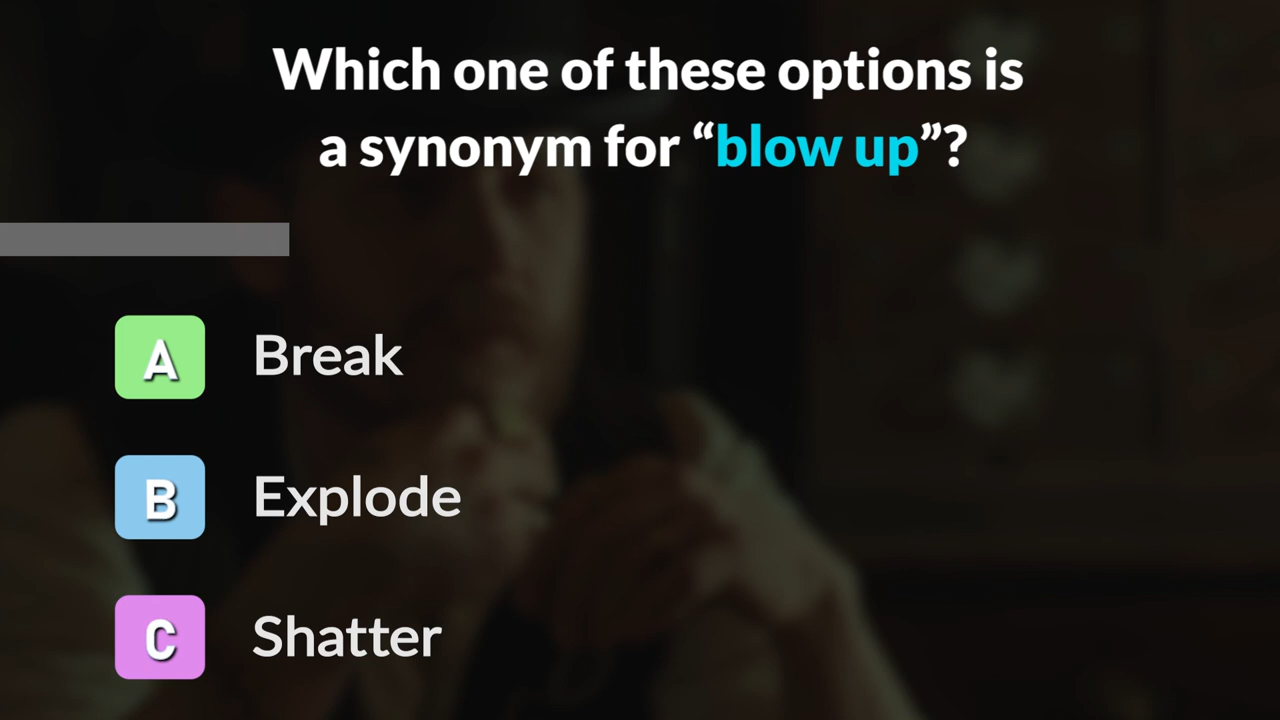 Which one of these options is
a synonym for “blow up”?
A Break
B Explode
C Shatter